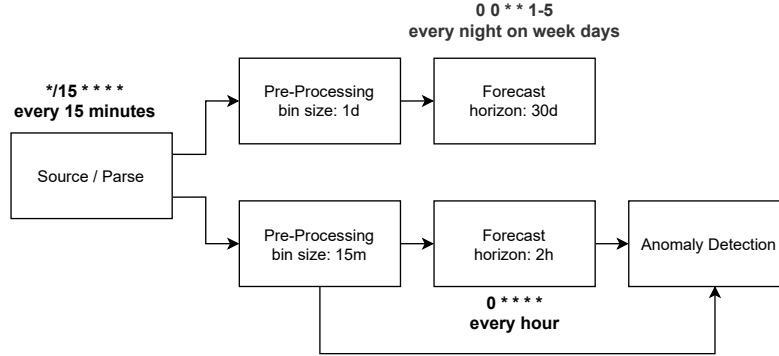 0 0 * * 1-5
every night on week days
*/15 * * * *
every 15 minutes
Pre-Processing
bin size: 1d
Forecast
horizon: 30d
Source / Parse
Pre-Processing
bin size: 15m
Forecast
horizon: 2h
Anomaly Detection
0 * * * *
every hour